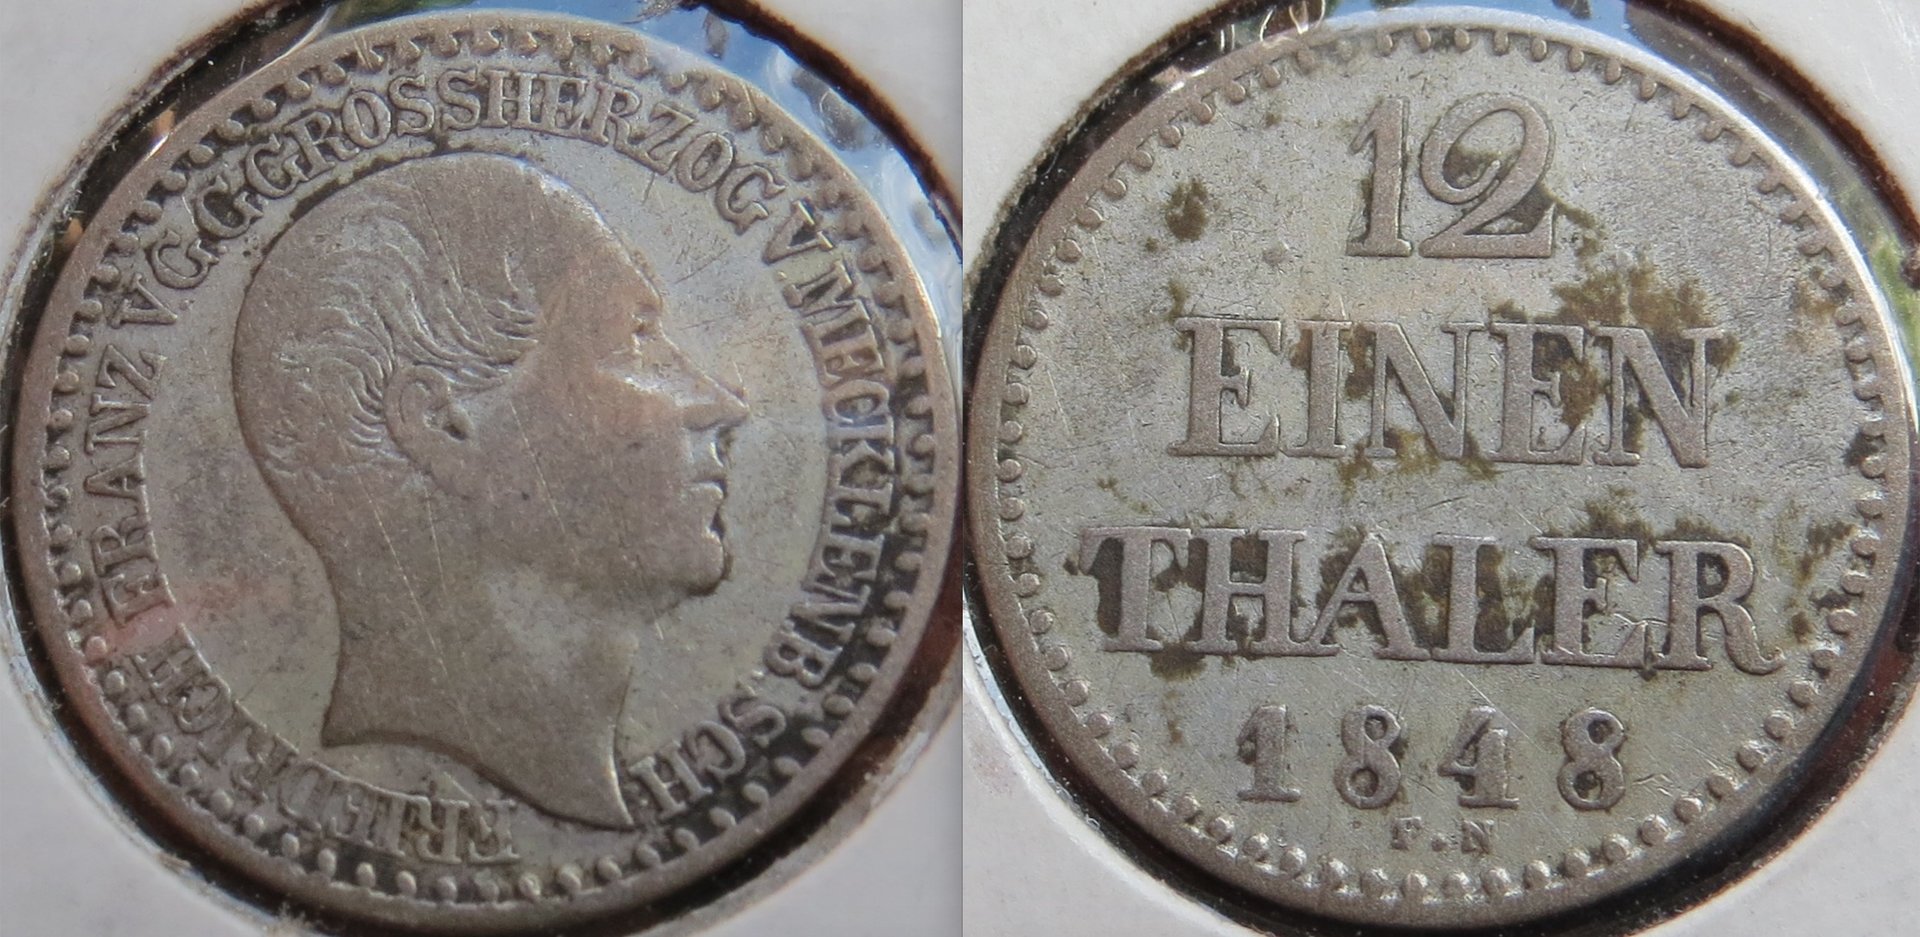 FRIEDRICH FRANZ V.G.G.GROSSHERZOG V MECKLENB.SCH
12
EINEN
THALER
1848
F.N